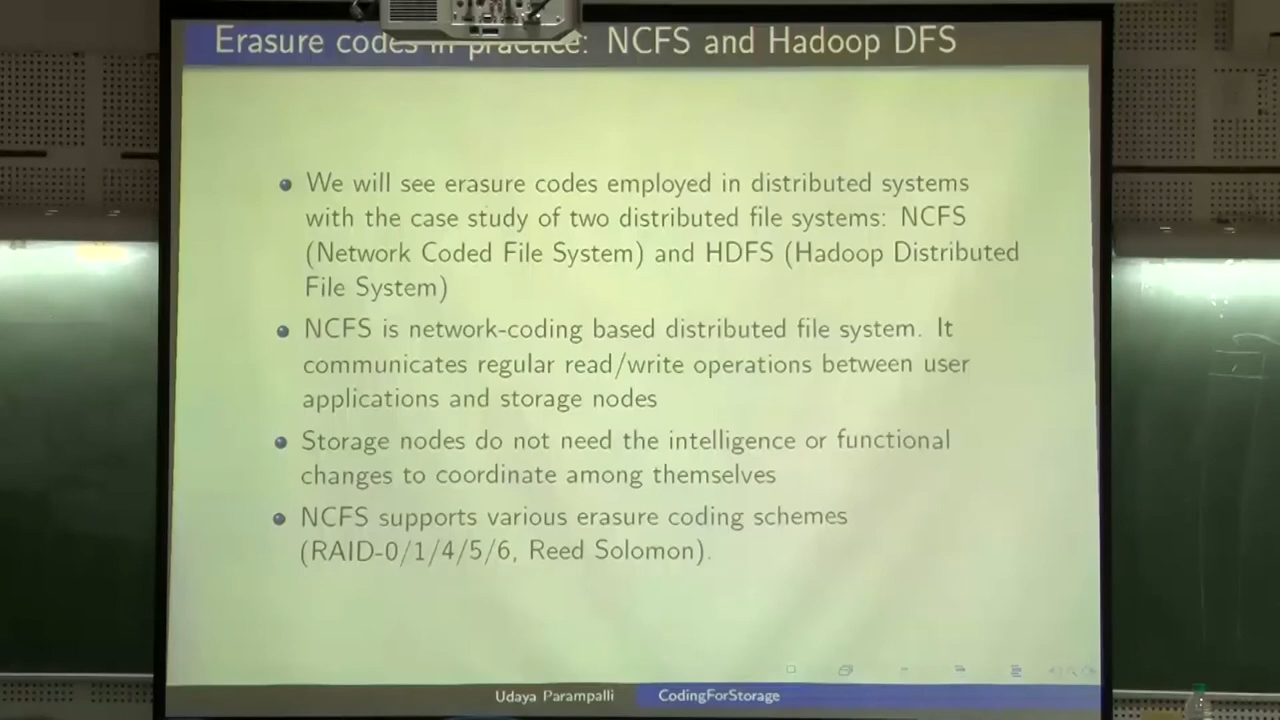 Erasure codes in practice: NCFS and Hadoop DFS
We will see erasure codes employed in distributed systems
with the case study of two distributed file systems: NCFS
(Network Coded File System) and HDFS (Hadoop Distributed
File System)
NCFS is network-coding based distributed file system. It
communicates regular read/write operations between user
applications and storage nodes
Storage nodes do not need the intelligence or functional
changes to coordinate among themselves
NCFS supports various erasure coding schemes
(RAID-0/1/4/5/6, Reed Solomon).
Udaya Parampalli CodingForStorage